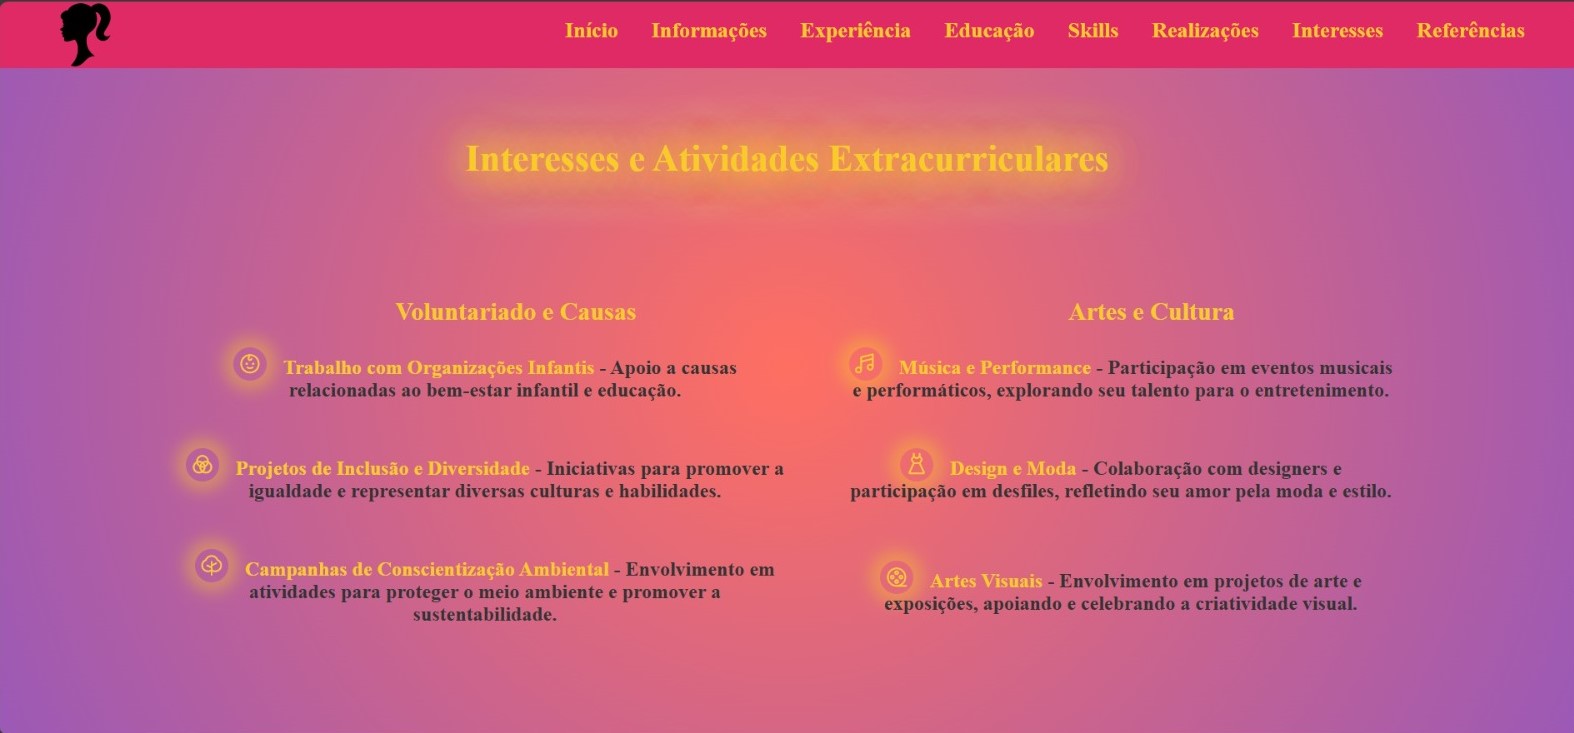 Início Informações Experiência Educação Skills Realizações Interesses Referências
Interesses e Atividades Extracurriculares
Voluntariado e Causas
Trabalho com Organizações Infantis - Apoio a causas
relacionadas ao bem-estar infantil e educação.
Projetos de Inclusão e Diversidade - Iniciativas para promover a
igualdade e representar diversas culturas e habilidades.
Campanhas de Conscientização Ambiental - Envolvimento em
atividades para proteger o meio ambiente e promover a
sustentabilidade.
Artes e Cultura
Música e Performance - Participação em eventos musicais
e performáticos, explorando seu talento para o entretenimento.
Design e Moda - Colaboração com designers e
participação em desfiles, refletindo seu amor pela moda e estilo.
Artes Visuais - Envolvimento em projetos de arte e
exposições, apoiando e celebrando a criatividade visual.